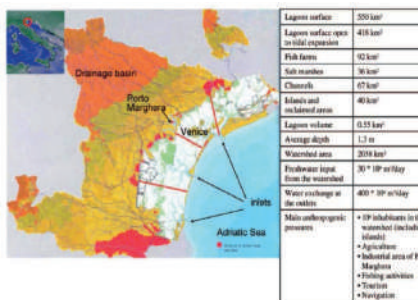 Drainage basin
Porto
Marghera
Venice
inlets
Adriatic Sea
Lagoon surface 550 km²
Lagoon surface open 418 km²
to tidal expansion
Fish farms 92 km²
Salt marshes 36 km²
Channels 67 km²
Islands and 40 km²
reclaimed areas
Lagoon volume 0.55 km³
Average depth 1.3 m
Watershed area 2038 km²
Freshwater input
from the watershed
Water exchange at
the outlets
Main anthropogenic
pressures
watershed
islands)
• Agriculture
• Industrial area of
Marghera
• Fishing activities
• Tourism
• Navigation